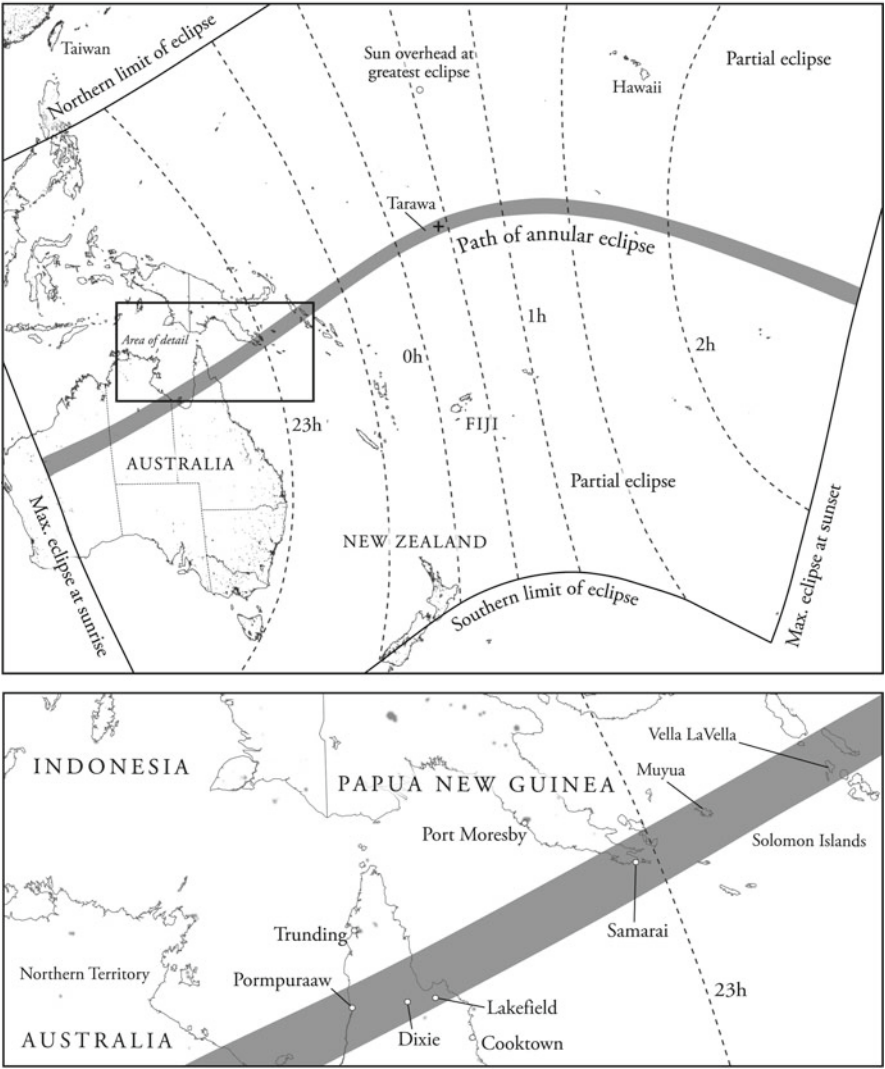 Taiwan
Northern limit of eclipse
Sun overhead at
greatest eclipse
Hawaii
Partial eclipse
Tarawa
+
Path of annular eclipse
Area of detail
1h
0h
2h
23h
FIJI
AUSTRALIA
Partial eclipse
NEW ZEALAND
Max. eclipse at sunrise
Southern limit of eclipse
Max. eclipse at sunset
INDONESIA
PAPUA NEW GUINEA
Vella LaVella
Muyua
Port Moresby
Solomon Islands
Trunding
Samarai
Northern Territory
Pormpuraaw
23h
Lakefield
AUSTRALIA
Dixie
Cooktown